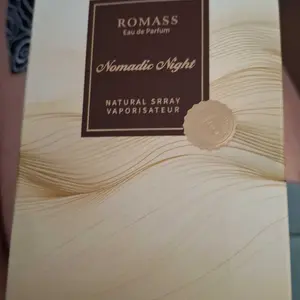 ROMASS
Eau de Parfum
Nomadic Night
NATURAL SRRAY
VAPORISATEUR